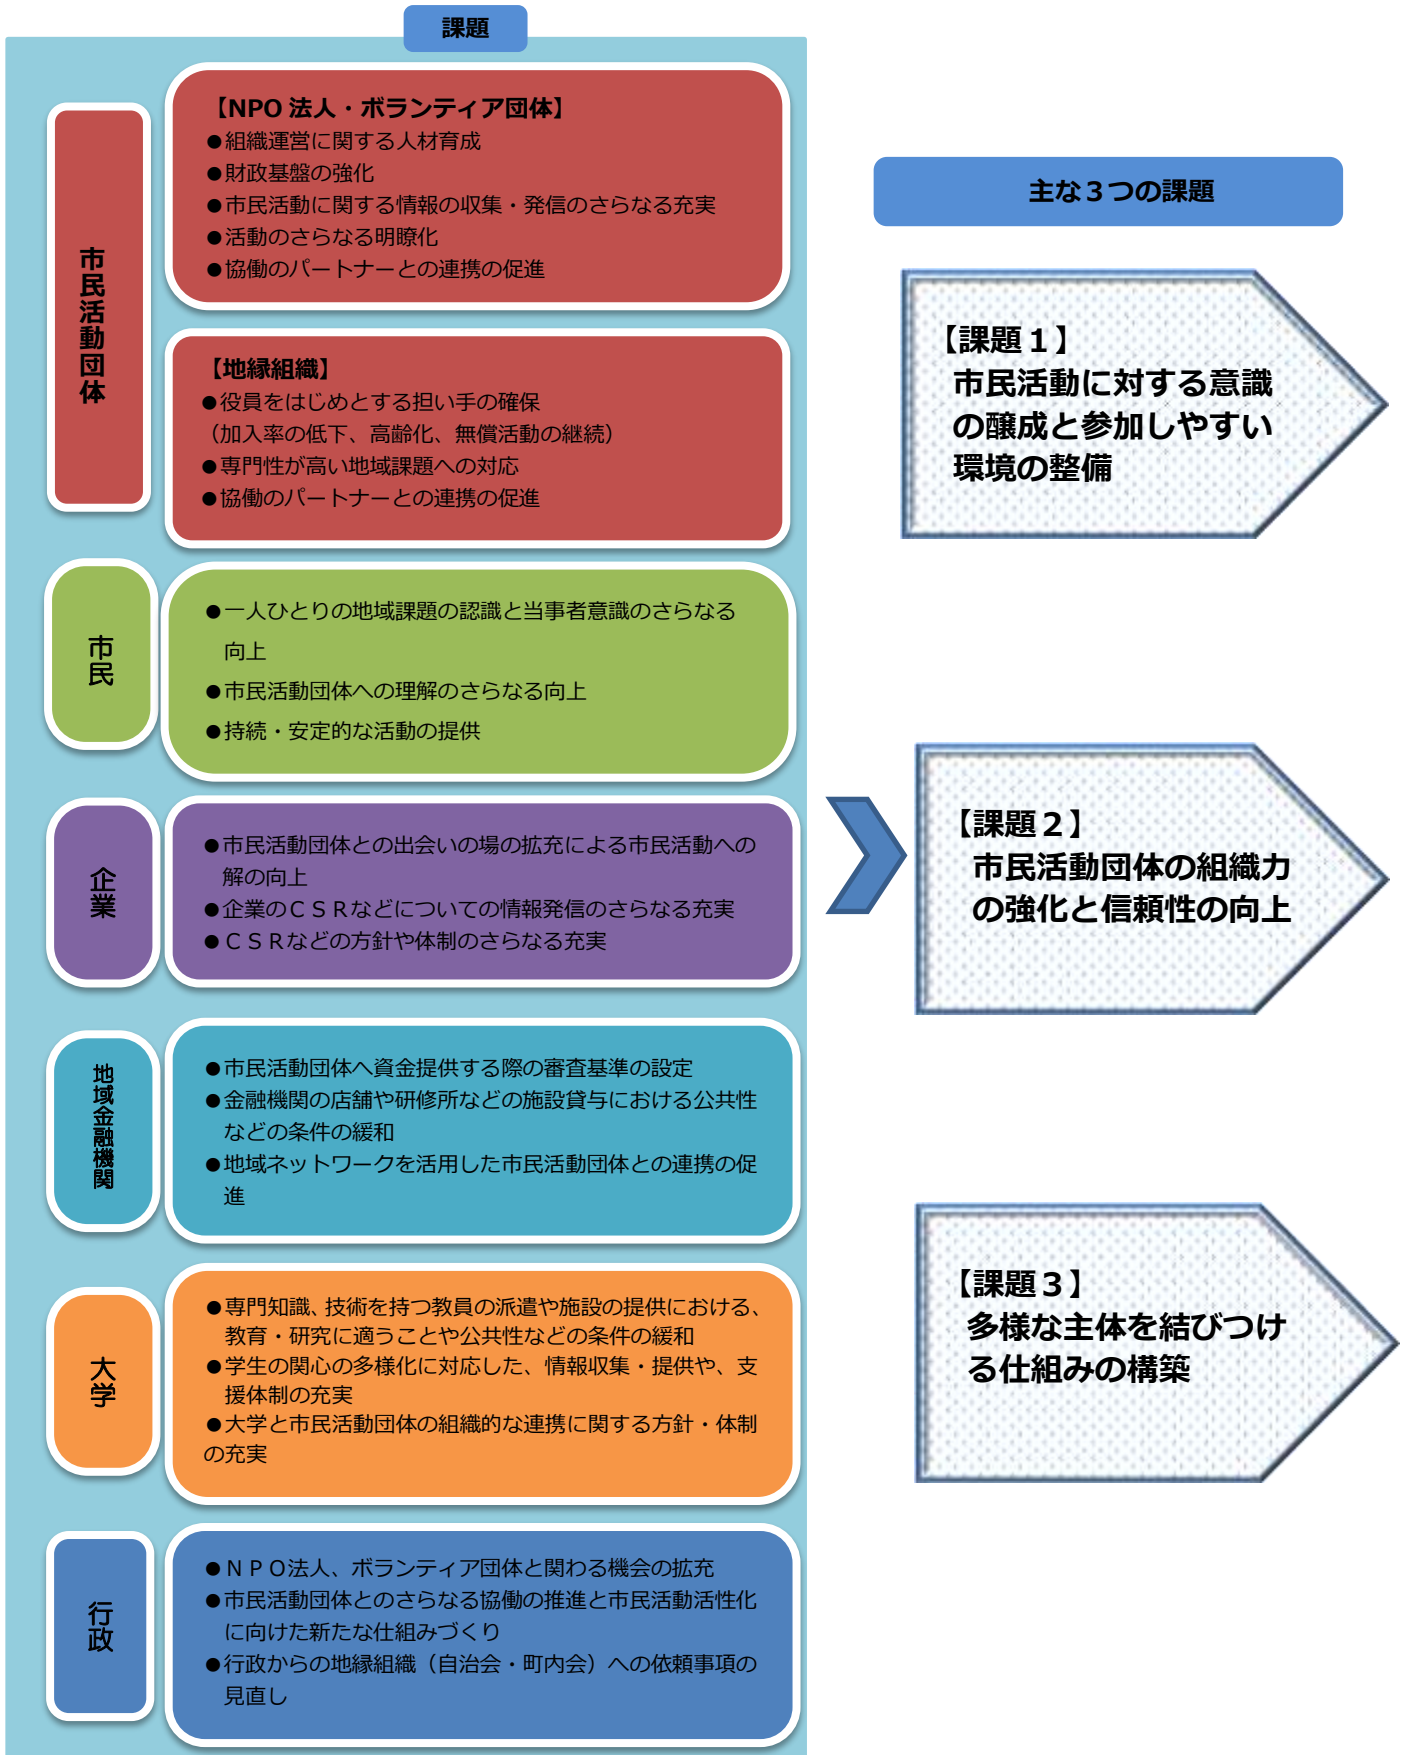 課題
市民活動団体
【NPO 法人・ボランティア団体】
●組織運営に関する人材育成
●財政基盤の強化
●市民活動に関する情報の収集・発信のさらなる充実
●活動のさらなる明瞭化
●協働のパートナーとの連携の促進
【地縁組織】
●役員をはじめとする担い手の確保
（加入率の低下、高齢化、無償活動の継続）
●専門性が高い地域課題への対応
●協働のパートナーとの連携の促進
市民
●一人ひとりの地域課題の認識と当事者意識のさらなる
向上
●市民活動団体への理解のさらなる向上
●持続・安定的な活動の提供
企業
●市民活動団体との出会いの場の拡充による市民活動への
解の向上
●企業のＣＳＲなどについての情報発信のさらなる充実
●ＣＳＲなどの方針や体制のさらなる充実
地域金融機関
●市民活動団体へ資金提供する際の審査基準の設定
●金融機関の店舗や研修所などの施設貸与における公共性
などの条件の緩和
●地域ネットワークを活用した市民活動団体との連携の促
進
大学
●専門知識、技術を持つ教員の派遣や施設の提供における、
教育・研究に適うことや公共性などの条件の緩和
●学生の関心の多様化に対応した、情報収集・提供や、支
援体制の充実
●大学と市民活動団体の組織的な連携に関する方針・体制
の充実
行政
●ＮＰＯ法人、ボランティア団体と関わる機会の拡充
●市民活動団体とのさらなる協働の推進と市民活動活性化
に向けた新たな仕組みづくり
●行政からの地縁組織（自治会・町内会）への依頼事項の
見直し
主な３つの課題
【課題１】
市民活動に対する意識
の醸成と参加しやすい
環境の整備
【課題２】
市民活動団体の組織力
の強化と信頼性の向上
【課題３】
多様な主体を結びつけ
る仕組みの構築